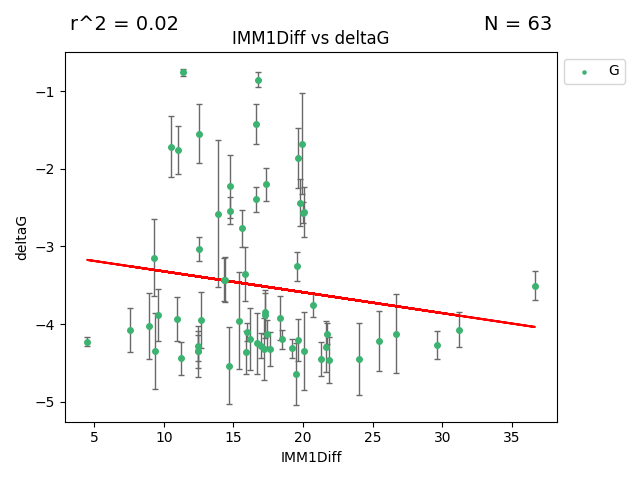 r^2 = 0.02
N = 63
IMM1Diff vs deltaG
G
−1
−2
−3
−4
−5
deltaG
5 10 15 20 25 30 35
IMM1Diff